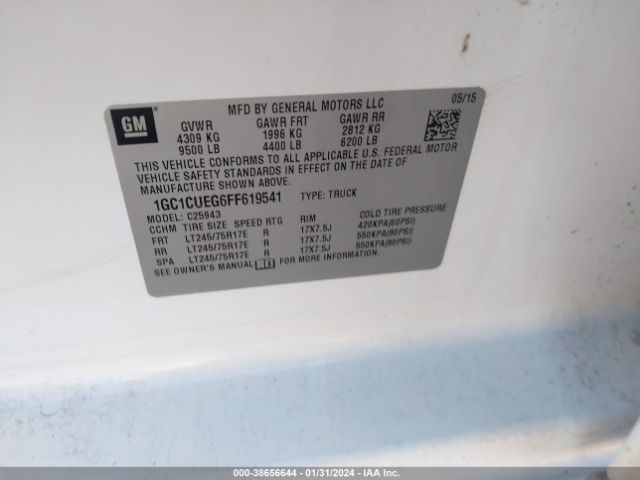 MFD BY GENERAL MOTORS LLC 05/15
GM
GVWR GAWR FRT GAWR RR
4309 KG 1996 KG 2812 KG
9500 LB 4400 LB 6200 LB
THIS VEHICLE CONFORMS TO ALL APPLICABLE U.S. FEDERAL MOTOR
VEHICLE SAFETY STANDARDS IN EFFECT ON THE DATE OF
MANUFACTURE SHOWN ABOVE.
1GC1CUEG6FF619541 TYPE: TRUCK
MODEL: C25943
CCHM TIRE SIZE SPEED RTG RIM COLD TIRE PRESSURE
FRT LT245/75R17E R 17X7.5J 420KPA(60PSI)
RR LT245/75R17E R 17X7.5J 550KPA(80PSI)
SPA LT245/75R17E R 17X7.5J 550KPA(80PSI)
SEE OWNER'S MANUAL FOR MORE INFORMATION.
000-38656644 / 01/31/2024 / IAA, Inc.